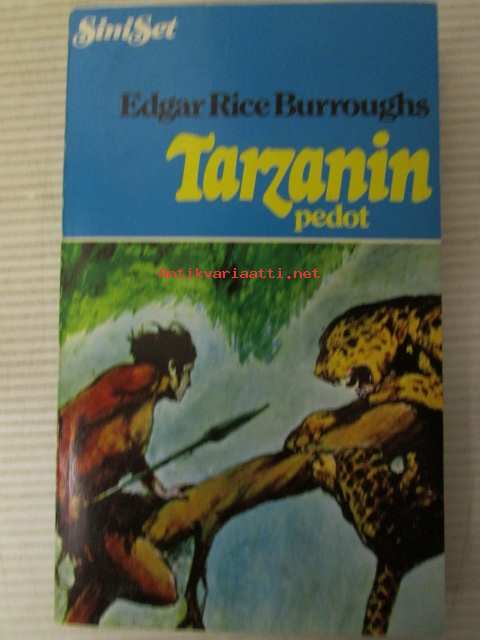 SiniSet
Edgar Rice Burroughs
Tarzanin
pedot
Antikvariaatti.net